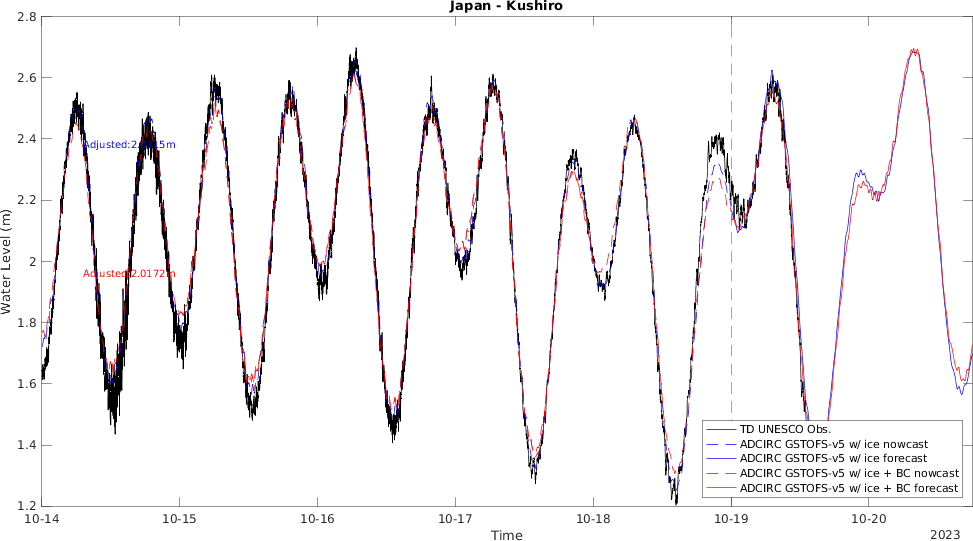 Japan - Kushiro
2.8
2.6
2.4
2.2
2
1.8
1.6
1.4
1.2
Water Level (m)
Adjusted:
Adjusted:2.0172m
TD UNESCO Obs.
ADCIRC GSTOFS-v5 w/ ice nowcast
ADCIRC GSTOFS-v5 w/ ice forecast
ADCIRC GSTOFS-v5 w/ ice + BC nowcast
ADCIRC GSTOFS-v5 w/ ice + BC forecast
10-14
10-15
10-16
10-17
10-18
10-19
10-20
Time
2023